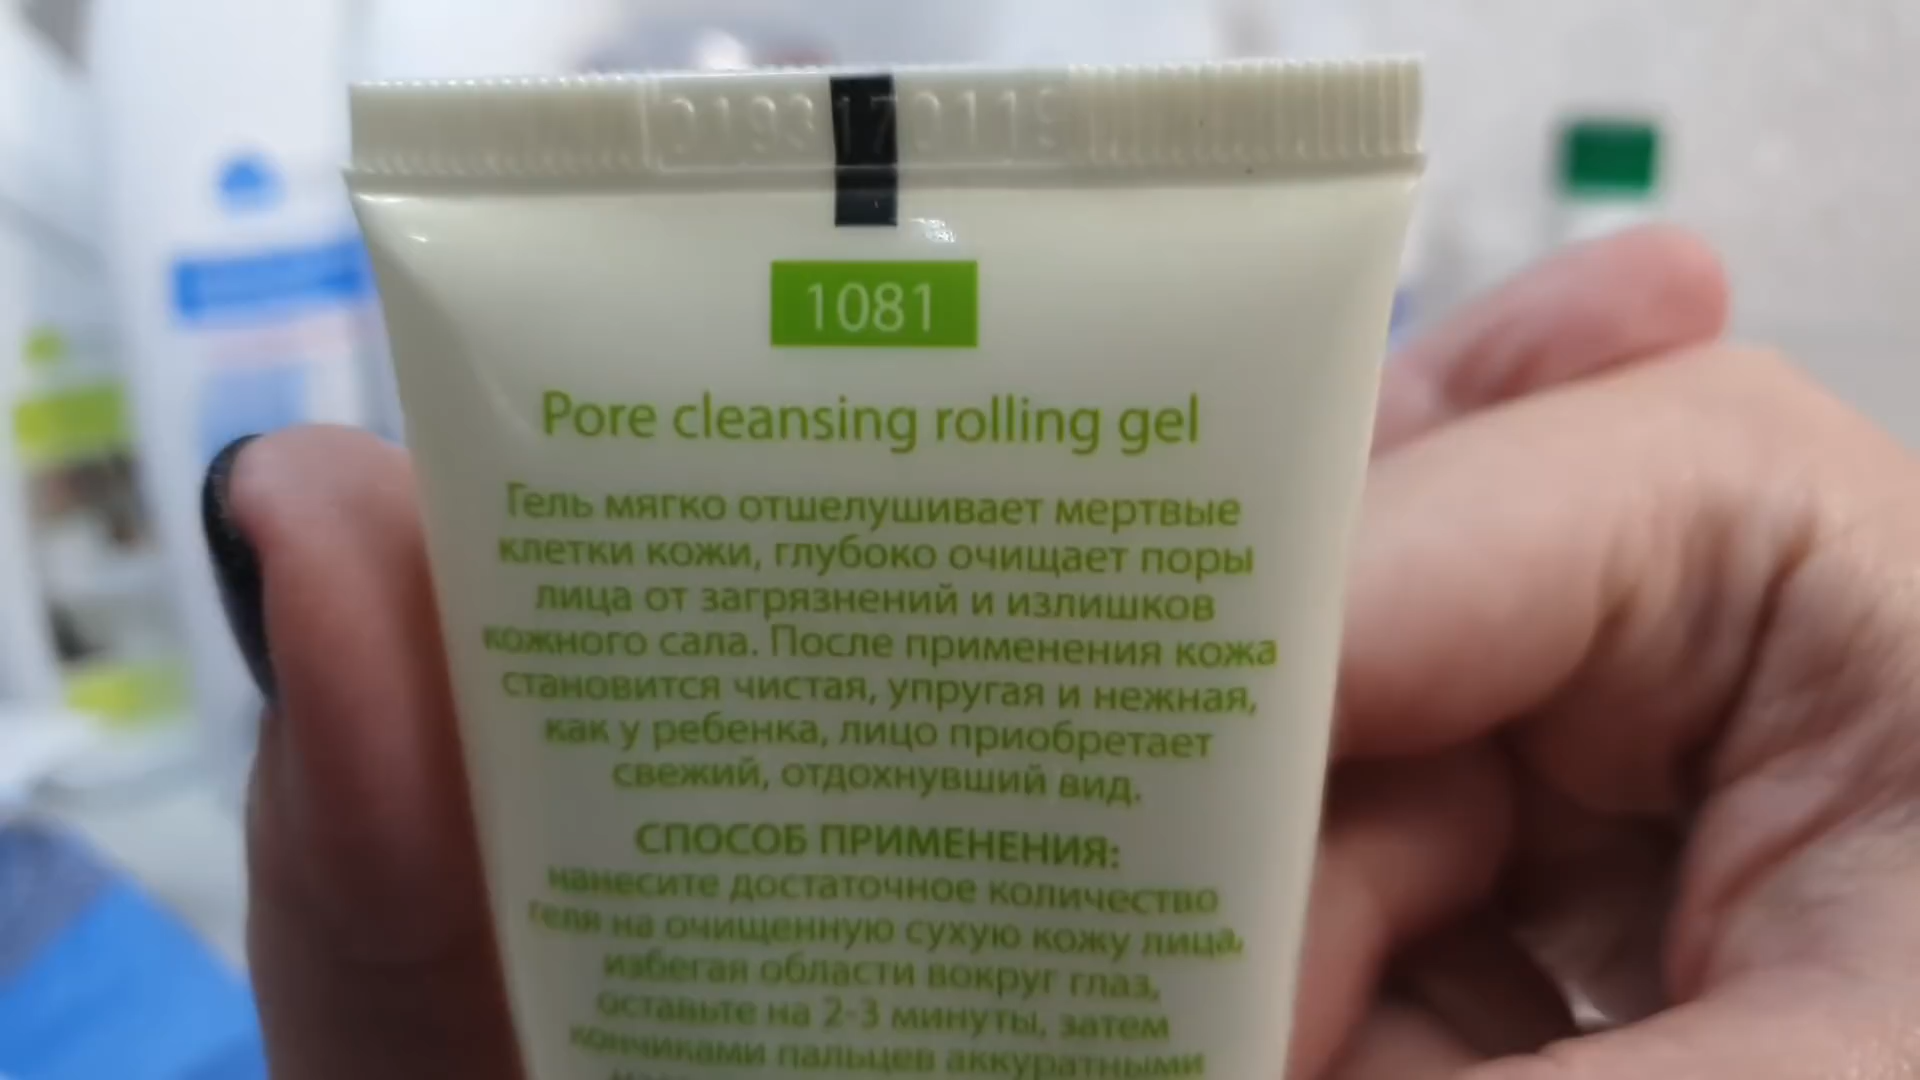 0193170119
1081
Pore cleansing rolling gel
Гель мягко отшелушивает мертвые
клетки кожи, глубоко очищает поры
лица от загрязнений и излишков
кожного сала. После применения кожа
становится чистая, упругая и нежная,
как у ребенка, лицо приобретает
свежий, отдохнувший вид.
СПОСОБ ПРИМЕНЕНИЯ:
нанесите достаточное количество
геля на очищенную сухую кожу лица,
избегая области вокруг глаз,
оставьте на 2-3 минуты, затем
кончиками пальцев аккуратными